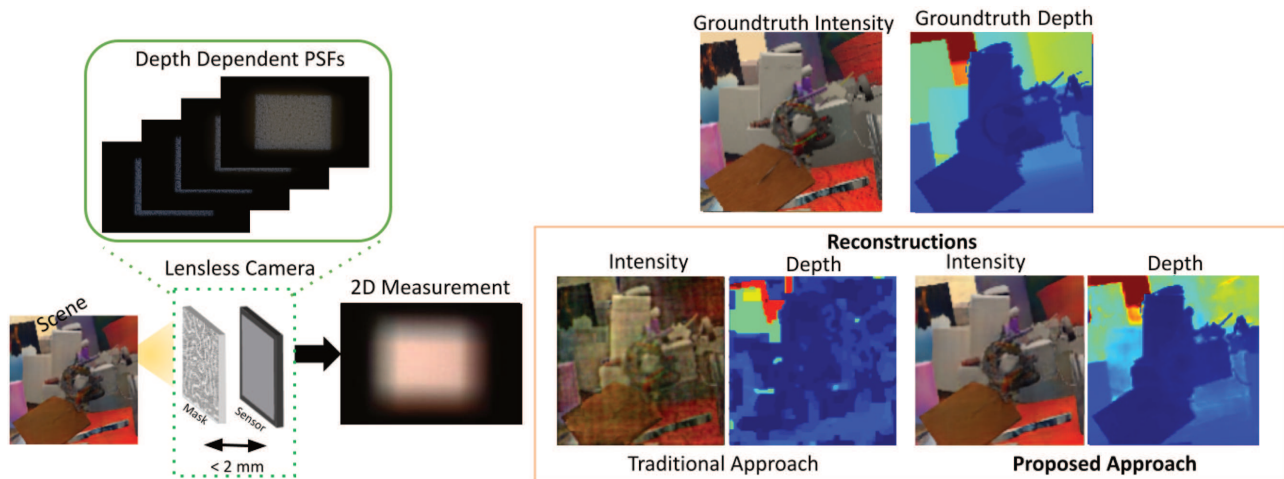 Depth Dependent PSFs
Lensless Camera
Scene
Mask
Sensor
< 2 mm
2D Measurement
Groundtruth Intensity
Groundtruth Depth
Reconstructions
Intensity
Depth
Intensity
Depth
Traditional Approach
Proposed Approach